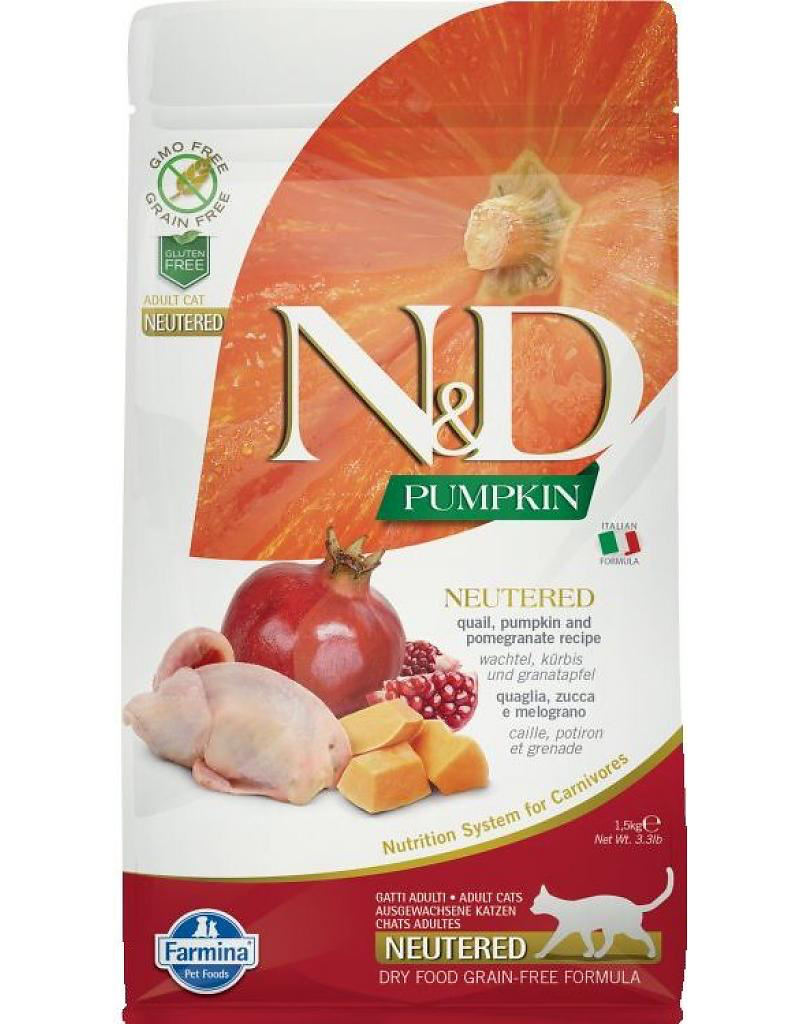 GMO FREE
GRAIN FREE
GLUTEN
FREE
ADULT CAT
NEUTERED
N&D
PUMPKIN
ITALIAN
FORMULA
NEUTERED
quail, pumpkin and
pomegranate recipe
wachtel, kürbis
und granatapfel
quaglia, zucca
e melograno
caille, potiron
et grenade
Nutrition System for Carnivores
1,5kg℮
Net Wt. 3.3lb
GATTI ADULTI • ADULT CATS
AUSGEWACHSENE KATZEN
CHATS ADULTES
NEUTERED
DRY FOOD GRAIN-FREE FORMULA
Farmina®
Pet Foods